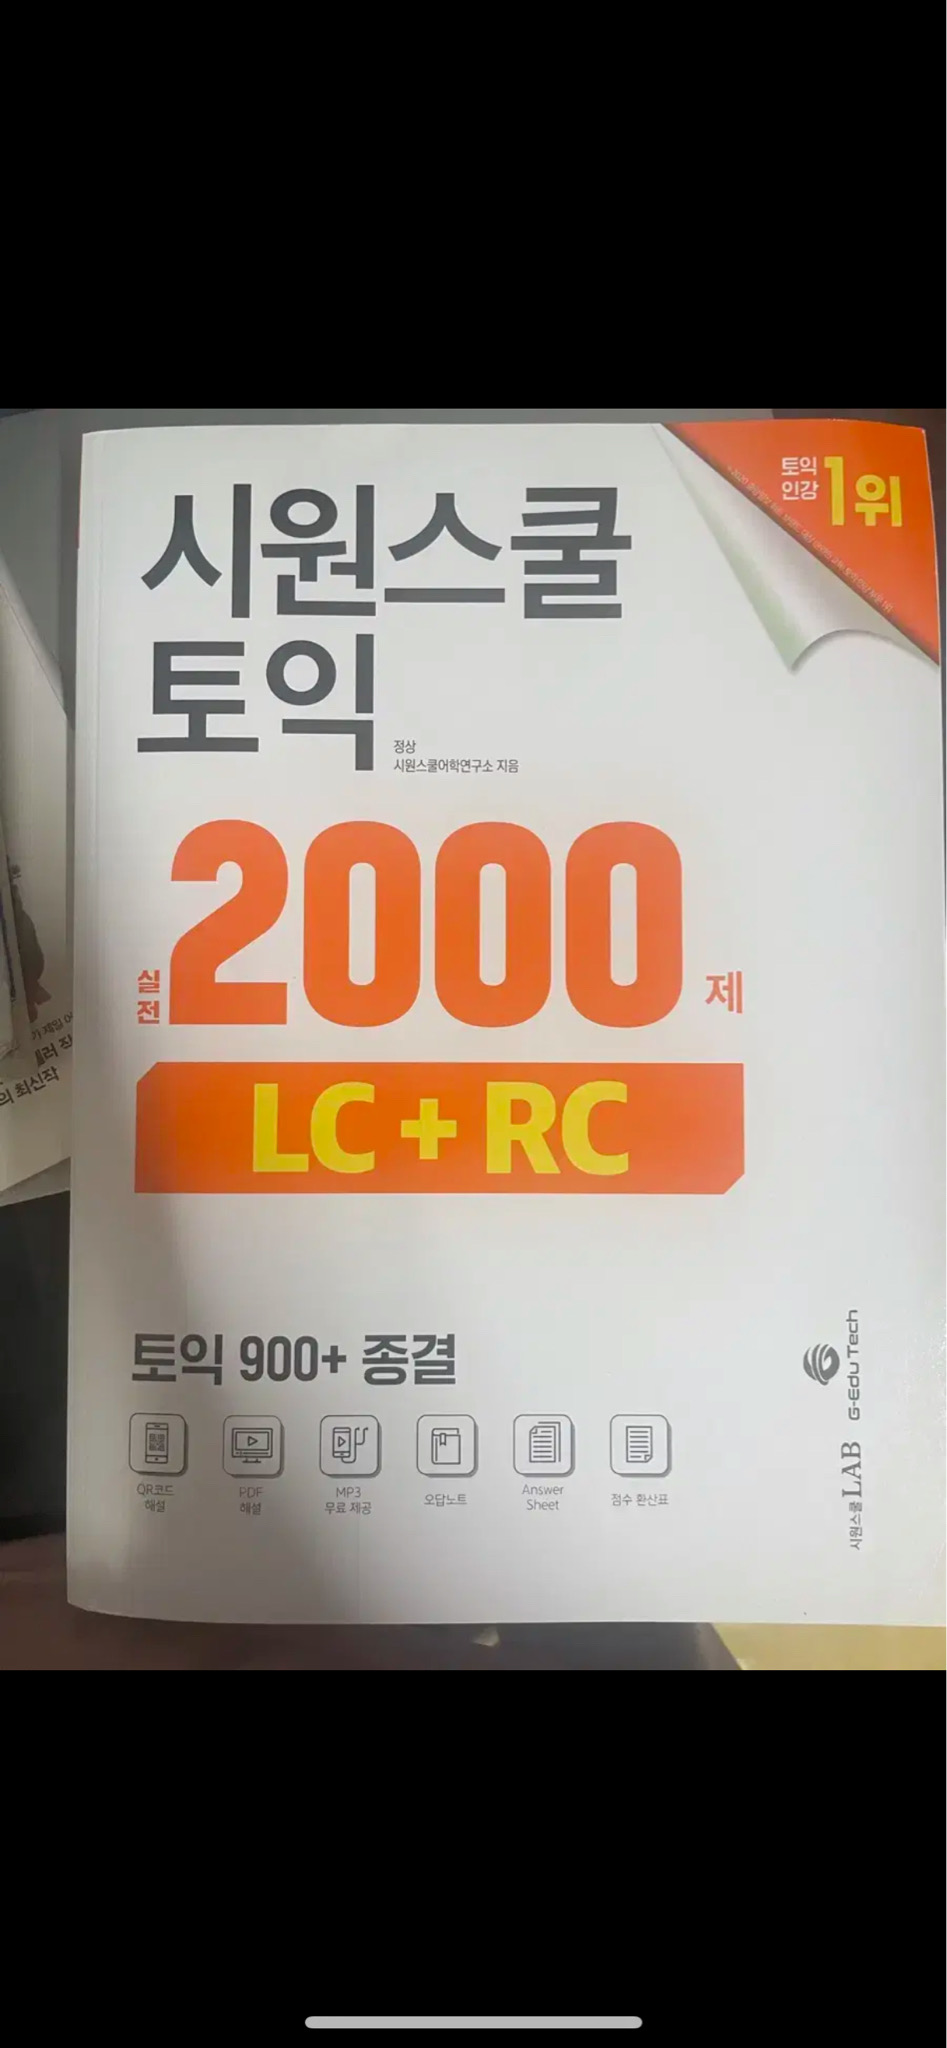 토익
인강
1위
시원스쿨
토익
정상
시원스쿨어학연구소 지음
실전
2000
제
LC + RC
토익 900+ 종결
QR코드
해설
PDF
해설
MP3
무료 제공
오답노트
Answer
Sheet
점수 환산표
G-Edu Tech
시원스쿨 LAB
의 최신작